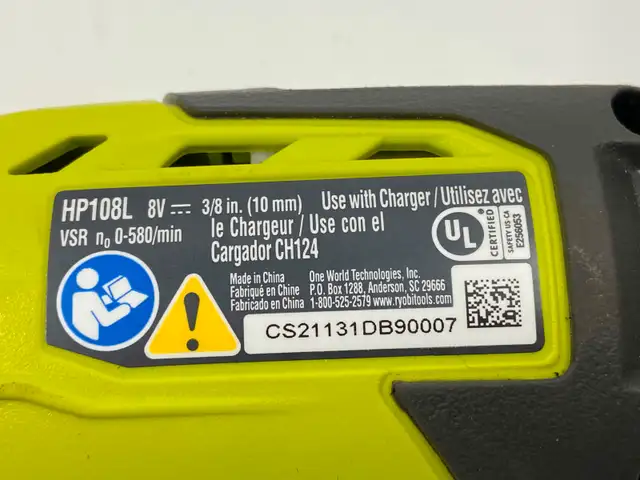 HP108L 8V ⎓ 3/8 in. (10 mm) Use with Charger / Utilisez avec
VSR n₀ 0-580/min le Chargeur / Use con el
Cargador CH124
UL
CERTIFIED
SAFETY US CA
E256053
Made in China One World Technologies, Inc.
Fabriqué en Chine P.O. Box 1288, Anderson, SC 29666
Fabricado en China 1-800-525-2579 www.ryobitools.com
CS21131DB90007